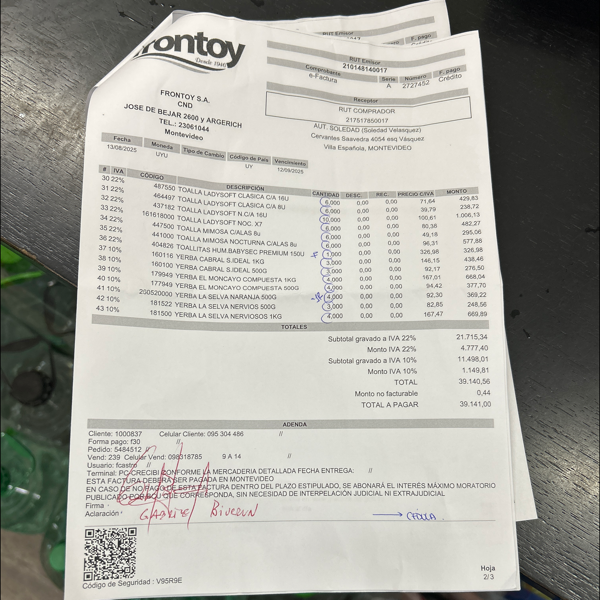 Frontoy
Desde 1940
RUT Emisor
210148140017
Comprobante Serie Número F. pago
e-Factura A 2727452 Crédito
Receptor
RUT COMPRADOR
217517850017
AUT. SOLEDAD (Soledad Velasquez)
Cervantes Saavedra 4054 esq Vásquez
Villa Española, MONTEVIDEO
FRONTOY S.A.
CND
JOSE DE BEJAR 2600 y ARGERICH
TEL.: 23061044
Montevideo
Fecha Moneda Tipo de Cambio Código de País Vencimiento
13/08/2025 UYU UY 12/09/2025
# IVA CÓDIGO DESCRIPCIÓN CANTIDAD DESC. REC. PRECIO C/IVA MONTO
30 22% 487550 TOALLA LADYSOFT CLASICA C/A 16U 6,000 0,00 0,00 71,64 429,83
31 22% 464497 TOALLA LADYSOFT CLASICA C/A 8U 6,000 0,00 0,00 39,79 238,72
32 22% 437182 TOALLA LADYSOFT N.C/A 16U 10,000 0,00 0,00 100,61 1.006,13
33 22% 161618000 TOALLA LADYSOFT NOC. X7 6,000 0,00 0,00 80,38 482,27
34 22% 447500 TOALLA MIMOSA C/ALAS 8u 6,000 0,00 0,00 49,18 295,06
35 22% 441000 TOALLA MIMOSA NOCTURNA C/ALAS 8u 6,000 0,00 0,00 96,31 577,88
36 22% 404826 TOALITAS HUM.BABYSEC PREMIUM 150U 1,000 0,00 0,00 326,98 326,98
37 10% 160116 YERBA CABRAL S.IDEAL 1KG 3,000 0,00 0,00 146,15 438,46
38 10% 160100 YERBA CABRAL S.IDEAL 500G 3,000 0,00 0,00 92,17 276,50
39 10% 179949 YERBA EL MONCAYO COMPUESTA 1KG 4,000 0,00 0,00 167,01 668,04
40 10% 177949 YERBA EL MONCAYO COMPUESTA 500G 4,000 0,00 0,00 94,42 377,70
41 10% 200520000 YERBA LA SELVA NARANJA 500G 4,000 0,00 0,00 92,30 369,22
42 10% 181522 YERBA LA SELVA NERVIOS 500G 3,000 0,00 0,00 82,85 248,56
43 10% 181500 YERBA LA SELVA NERVIOSOS 1KG 4,000 0,00 0,00 167,47 669,89
TOTALES
Subtotal gravado a IVA 22% 21.715,34
Monto IVA 22% 4.777,40
Subtotal gravado a IVA 10% 11.498,01
Monto IVA 10% 1.149,81
TOTAL 39.140,56
Monto no facturable 0,44
TOTAL A PAGAR 39.141,00
ADENDA
Cliente: 1000837 Celular Cliente: 095 304 486 //
Forma pago: f30
Pedido: 5484512 //
Vend: 239 Celular Vend: 098318785 9 A 14 //
Usuario: fcastro //
Terminal: PC CRECIBI CONFORME LA MERCADERIA DETALLADA FECHA ENTREGA: //
ESTA FACTURA DEBERA SER PAGADA EN MONTEVIDEO
EN CASO DE NO PAGO DE ESTA FACTURA DENTRO DEL PLAZO ESTIPULADO, SE ABONARÁ EL INTERÉS MÁXIMO MORATORIO
PUBLICADO POR BCU QUE CORRESPONDA, SIN NECESIDAD DE INTERPELACIÓN JUDICIAL NI EXTRAJUDICIAL
Firma
Aclaración
Código de Seguridad : V95R9E
Hoja
2/3